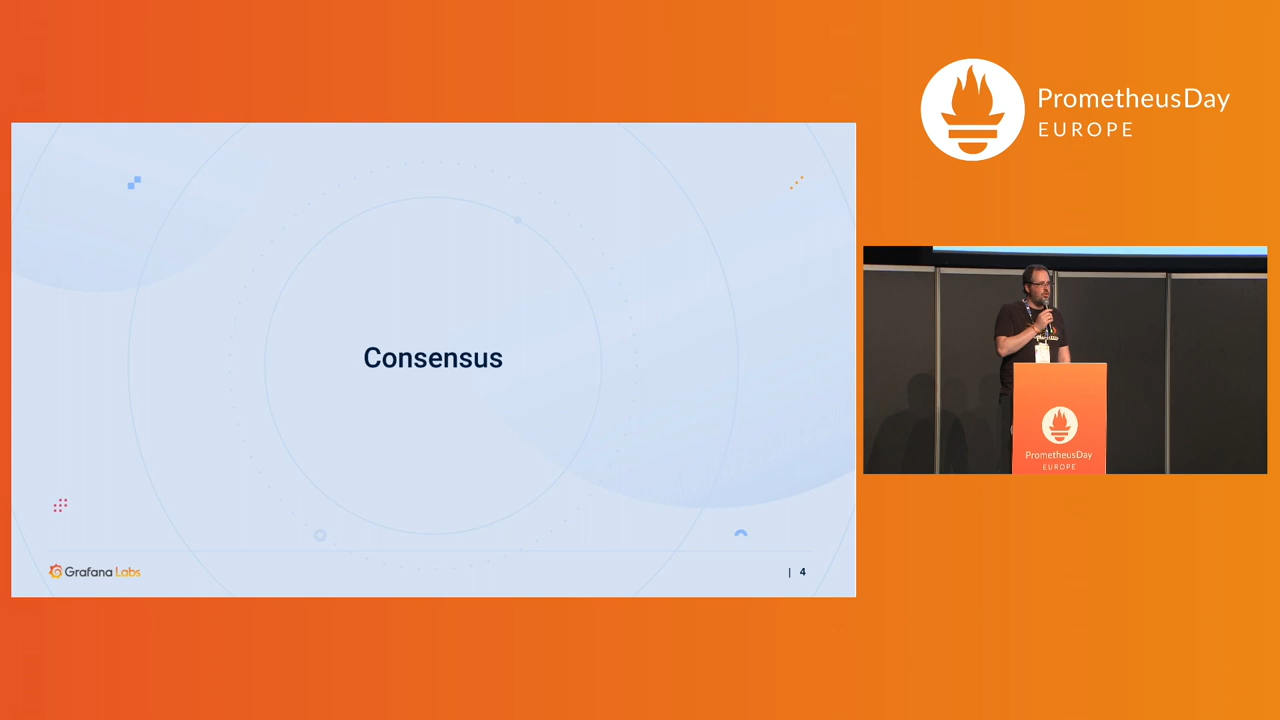 PrometheusDay
EUROPE
Consensus
Grafana Labs
| 4
PrometheusDay
EUROPE